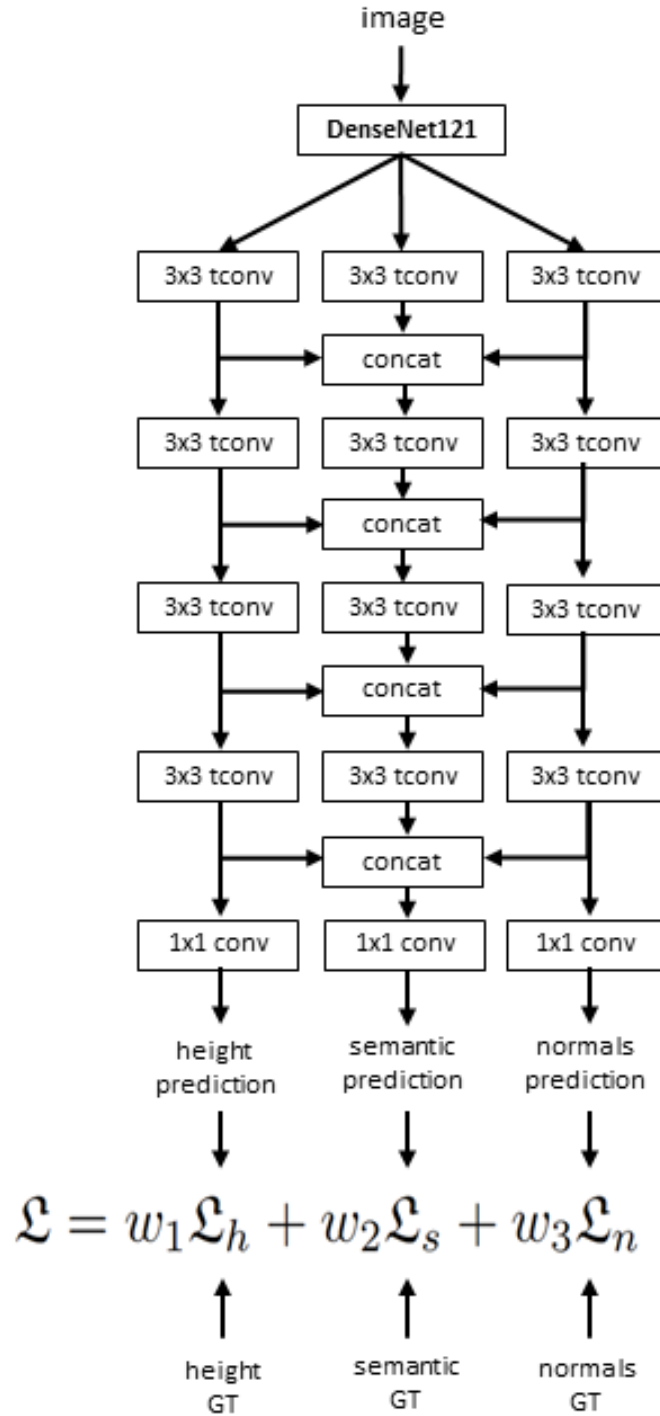 image
DenseNet121
3x3 tconv 3x3 tconv 3x3 tconv
concat
3x3 tconv 3x3 tconv 3x3 tconv
concat
3x3 tconv 3x3 tconv 3x3 tconv
concat
3x3 tconv 3x3 tconv 3x3 tconv
concat
1x1 conv 1x1 conv 1x1 conv
height semantic normals
prediction prediction prediction
𝔏 = w₁𝔏ₕ + w₂𝔏ₛ + w₃𝔏ₙ
height semantic normals
GT GT GT